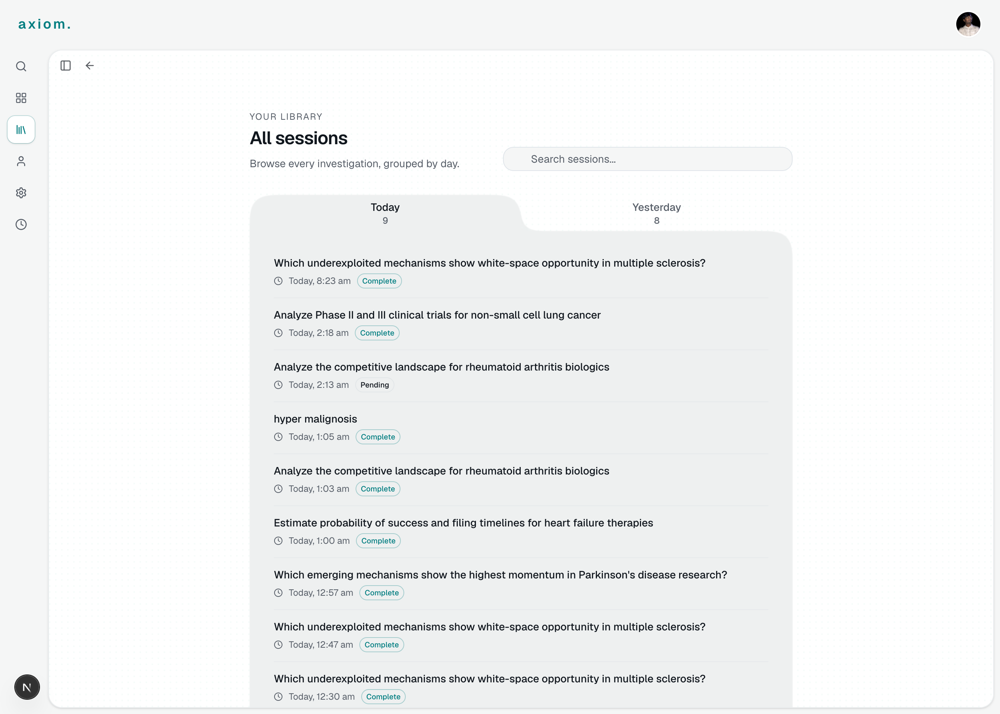 axiom.
YOUR LIBRARY
All sessions
Browse every investigation, grouped by day.
Search sessions...
Today
9
Yesterday
8
Which underexploited mechanisms show white-space opportunity in multiple sclerosis?
Today, 8:23 am Complete
Analyze Phase II and III clinical trials for non-small cell lung cancer
Today, 2:18 am Complete
Analyze the competitive landscape for rheumatoid arthritis biologics
Today, 2:13 am Pending
hyper malignosis
Today, 1:05 am Complete
Analyze the competitive landscape for rheumatoid arthritis biologics
Today, 1:03 am Complete
Estimate probability of success and filing timelines for heart failure therapies
Today, 1:00 am Complete
Which emerging mechanisms show the highest momentum in Parkinson's disease research?
Today, 12:57 am Complete
Which underexploited mechanisms show white-space opportunity in multiple sclerosis?
Today, 12:47 am Complete
Which underexploited mechanisms show white-space opportunity in multiple sclerosis?
Today, 12:30 am Complete
N